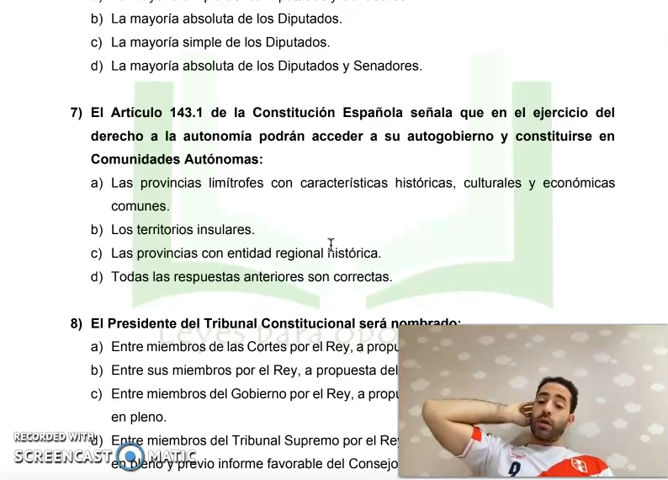 b) La mayoría absoluta de los Diputados.
c) La mayoría simple de los Diputados.
d) La mayoría absoluta de los Diputados y Senadores.
7) El Artículo 143.1 de la Constitución Española señala que en el ejercicio del
derecho a la autonomía podrán acceder a su autogobierno y constituirse en
Comunidades Autónomas:
a) Las provincias limítrofes con características históricas, culturales y económicas
comunes.
b) Los territorios insulares.
c) Las provincias con entidad regional histórica.
d) Todas las respuestas anteriores son correctas.
8) El Presidente del Tribunal Constitucional será nombrado:
a) Entre miembros de las Cortes por el Rey, a
b) Entre sus miembros por el Rey, a propuesta del
c) Entre miembros del Gobierno por el Rey, a
en pleno.
d) Entre miembros del Tribunal Supremo por el
en pleno y previo informe favorable del Consejo
RECORDED WITH
SCREENCAST MATIC
9